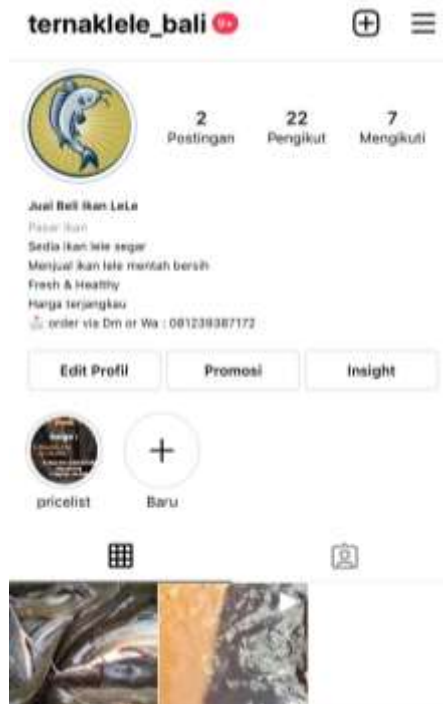 ternaklele_bali 9+
2 22 7
Postingan Pengikut Mengikuti
Jual Beli Ikan LeLe
Pasar Ikan
Sedia ikan lele segar
Menjual ikan lele mentah bersih
Fresh & Healthy
Harga terjangkau
order via Dm or Wa : 081239387172
Edit Profil Promosi Insight
pricelist Baru